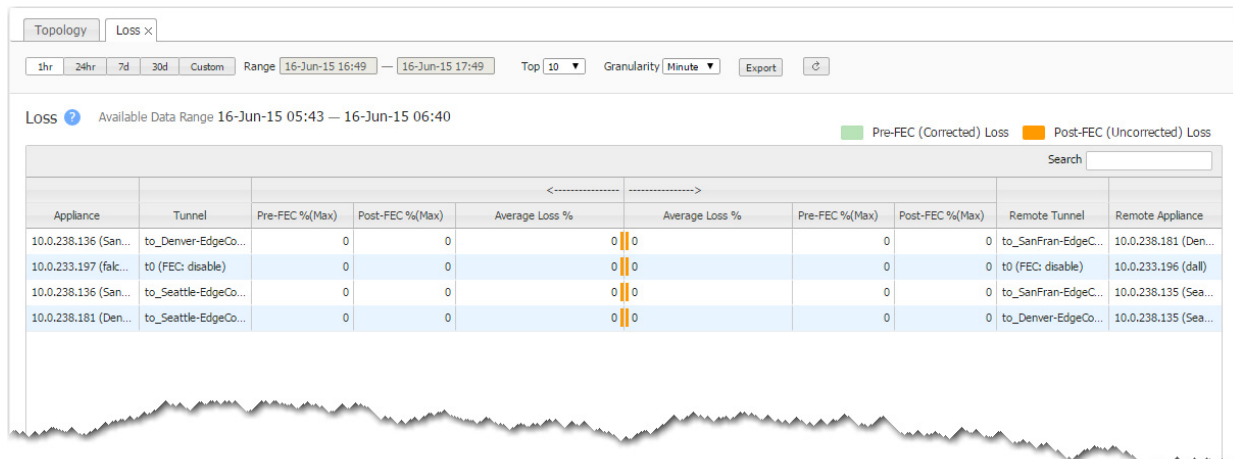 Topology Loss ×
1hr 24hr 7d 30d Custom Range 16-Jun-15 16:49 — 16-Jun-15 17:49 Top 10 ▼ Granularity Minute ▼ Export
Loss ? Available Data Range 16-Jun-15 05:43 — 16-Jun-15 06:40
Pre-FEC (Corrected) Loss Post-FEC (Uncorrected) Loss
Search
<---------------- ---------------->
Appliance Tunnel Pre-FEC %(Max) Post-FEC %(Max) Average Loss % Average Loss % Pre-FEC %(Max) Post-FEC %(Max) Remote Tunnel Remote Appliance
10.0.238.136 (San... to_Denver-EdgeCo... 0 0 0 0 0 0 to_SanFran-EdgeC... 10.0.238.181 (Den...
10.0.233.197 (falc... t0 (FEC: disable) 0 0 0 0 0 0 t0 (FEC: disable) 10.0.233.196 (dall)
10.0.238.136 (San... to_Seattle-EdgeCo... 0 0 0 0 0 0 to_SanFran-EdgeC... 10.0.238.135 (Sea...
10.0.238.181 (Den... to_Seattle-EdgeCo... 0 0 0 0 0 0 to_Denver-EdgeCo... 10.0.238.135 (Sea...